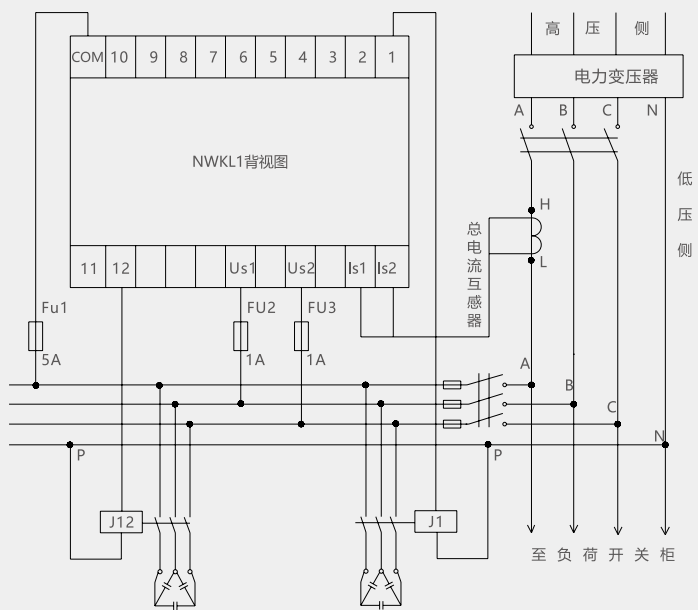 高 压 侧
电力变压器
COM 10 9 8 7 6 5 4 3 2 1
A B C N
NWKL1背视图
低压侧
H
总电流互感器
L
11 12 Us1 Us2 Is1 Is2
Fu1 FU2 FU3
5A 1A 1A
A
B
C
N
P P
J12 J1
至 负 荷 开 关 柜